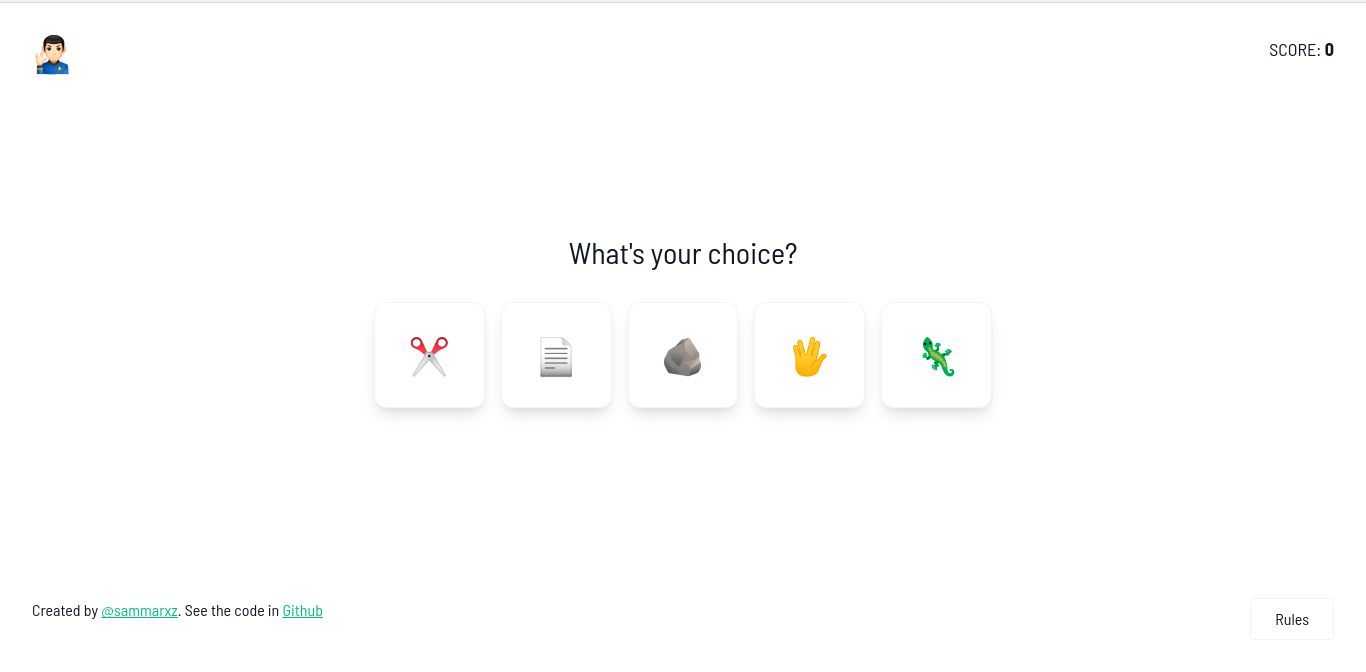 SCORE: 0
What's your choice?
Created by @sammarxz. See the code in Github
Rules